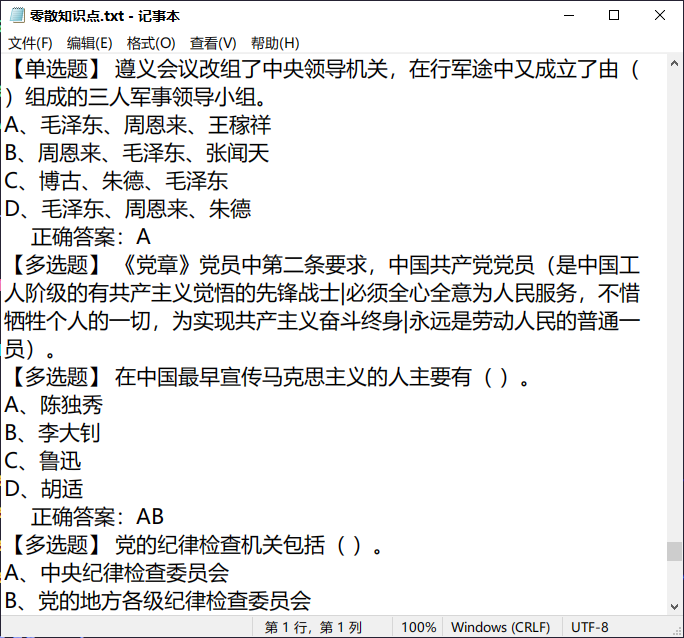 零散知识点.txt - 记事本
文件(F) 编辑(E) 格式(O) 查看(V) 帮助(H)
【单选题】 遵义会议改组了中央领导机关，在行军途中又成立了由（
）组成的三人军事领导小组。
A、毛泽东、周恩来、王稼祥
B、周恩来、毛泽东、张闻天
C、博古、朱德、毛泽东
D、毛泽东、周恩来、朱德
正确答案：A
【多选题】 《党章》党员中第二条要求，中国共产党党员（是中国工
人阶级的有共产主义觉悟的先锋战士|必须全心全意为人民服务，不惜
牺牲个人的一切，为实现共产主义奋斗终身|永远是劳动人民的普通一
员）。
【多选题】 在中国最早宣传马克思主义的人主要有（ ）。
A、陈独秀
B、李大钊
C、鲁迅
D、胡适
正确答案：AB
【多选题】 党的纪律检查机关包括（ ）。
A、中央纪律检查委员会
B、党的地方各级纪律检查委员会
第 1 行，第 1 列 100% Windows (CRLF) UTF-8